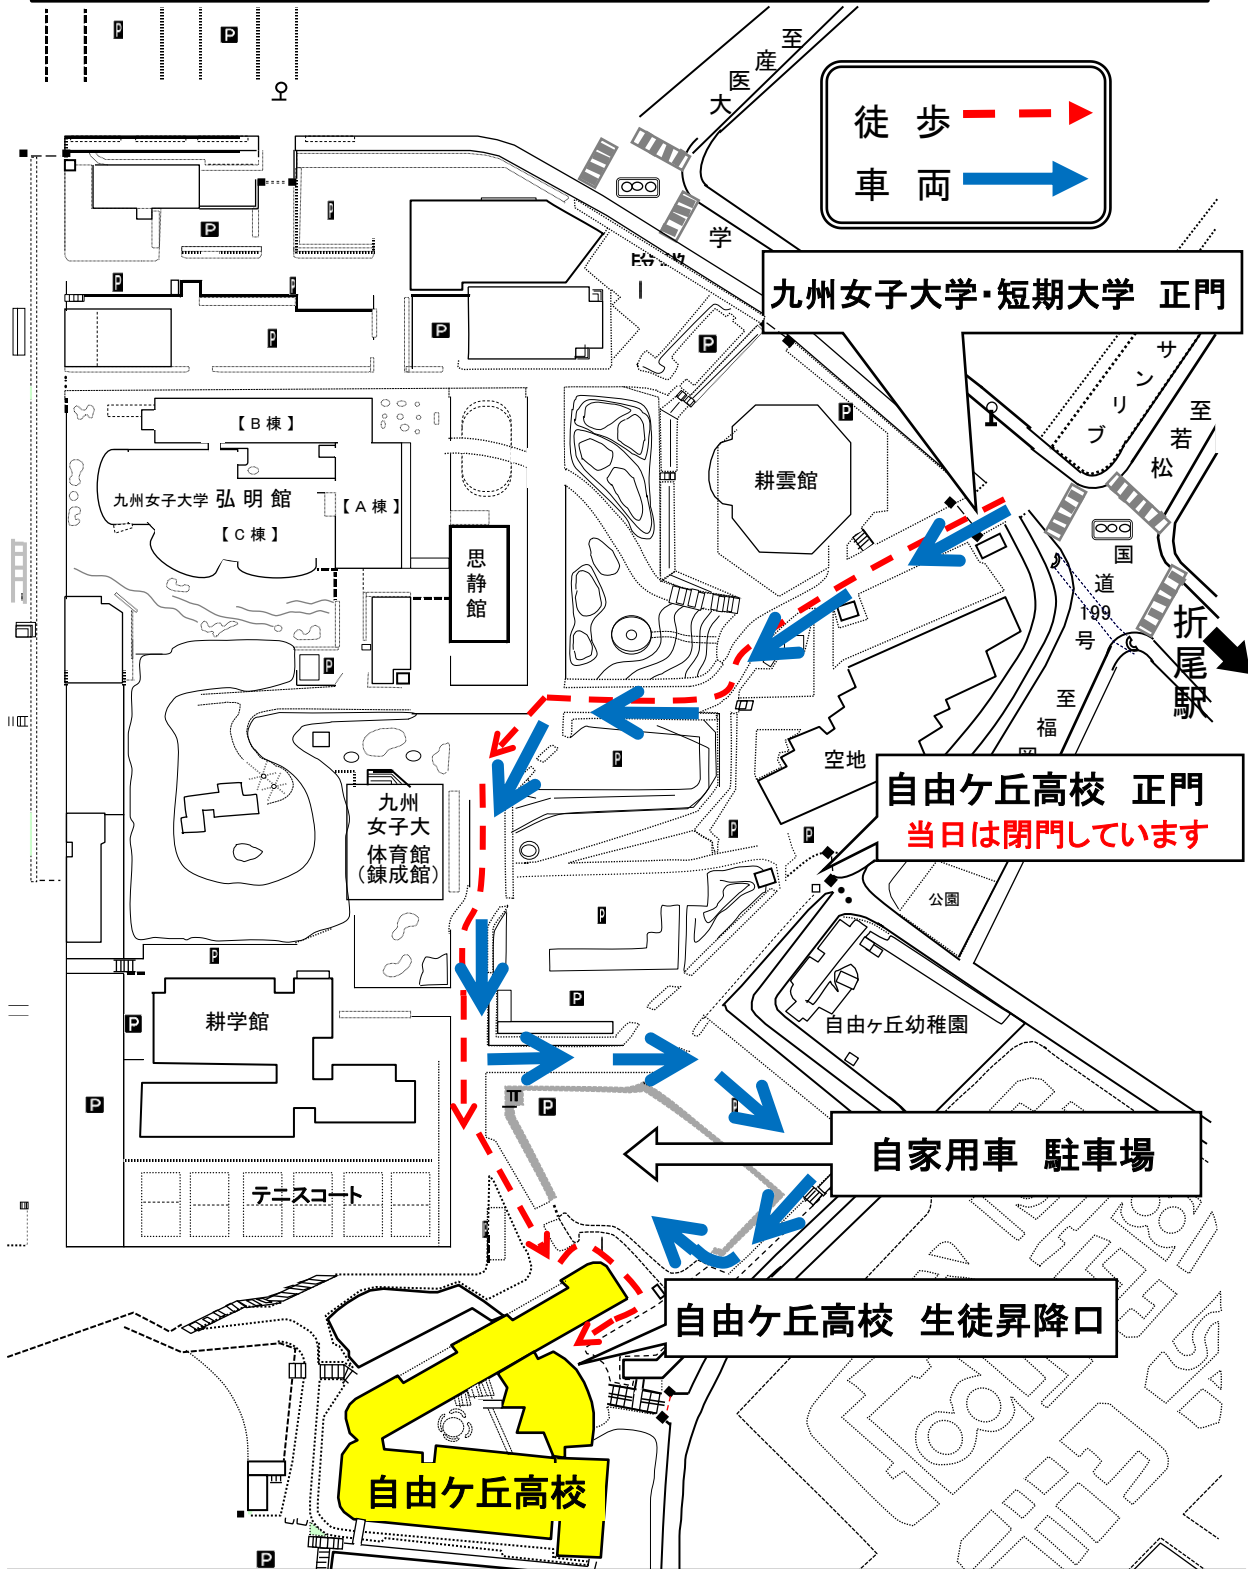 P
P
至
産
医
大
学
徒 歩
車 両
P
P
P
P
P
P
P
九州女子大学・短期大学 正門
サ
ン
リ
ブ
至
若
松
P
【B棟】
九州女子大学 弘明館
【A棟】
【C棟】
耕雲館
思
静
館
国
道
199
号
折
尾
駅
至
福
P
P
空地
自由ケ丘高校 正門
当日は閉門しています
九州
女子大
体育館
(錬成館)
P
P
公園
P
P
P
P
耕学館
自由ヶ丘幼稚園
P
P
自家用車 駐車場
テニスコート
自由ケ丘高校 生徒昇降口
自由ケ丘高校
P